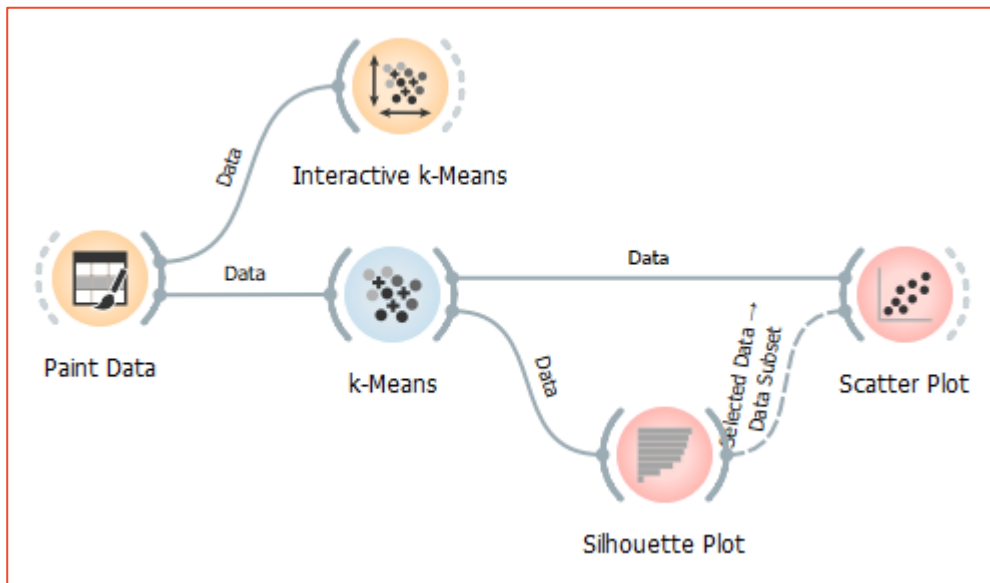 Data
Interactive k-Means
Data
Data
Paint Data
k-Means
Data
Selected Data →
Data Subset
Scatter Plot
Silhouette Plot